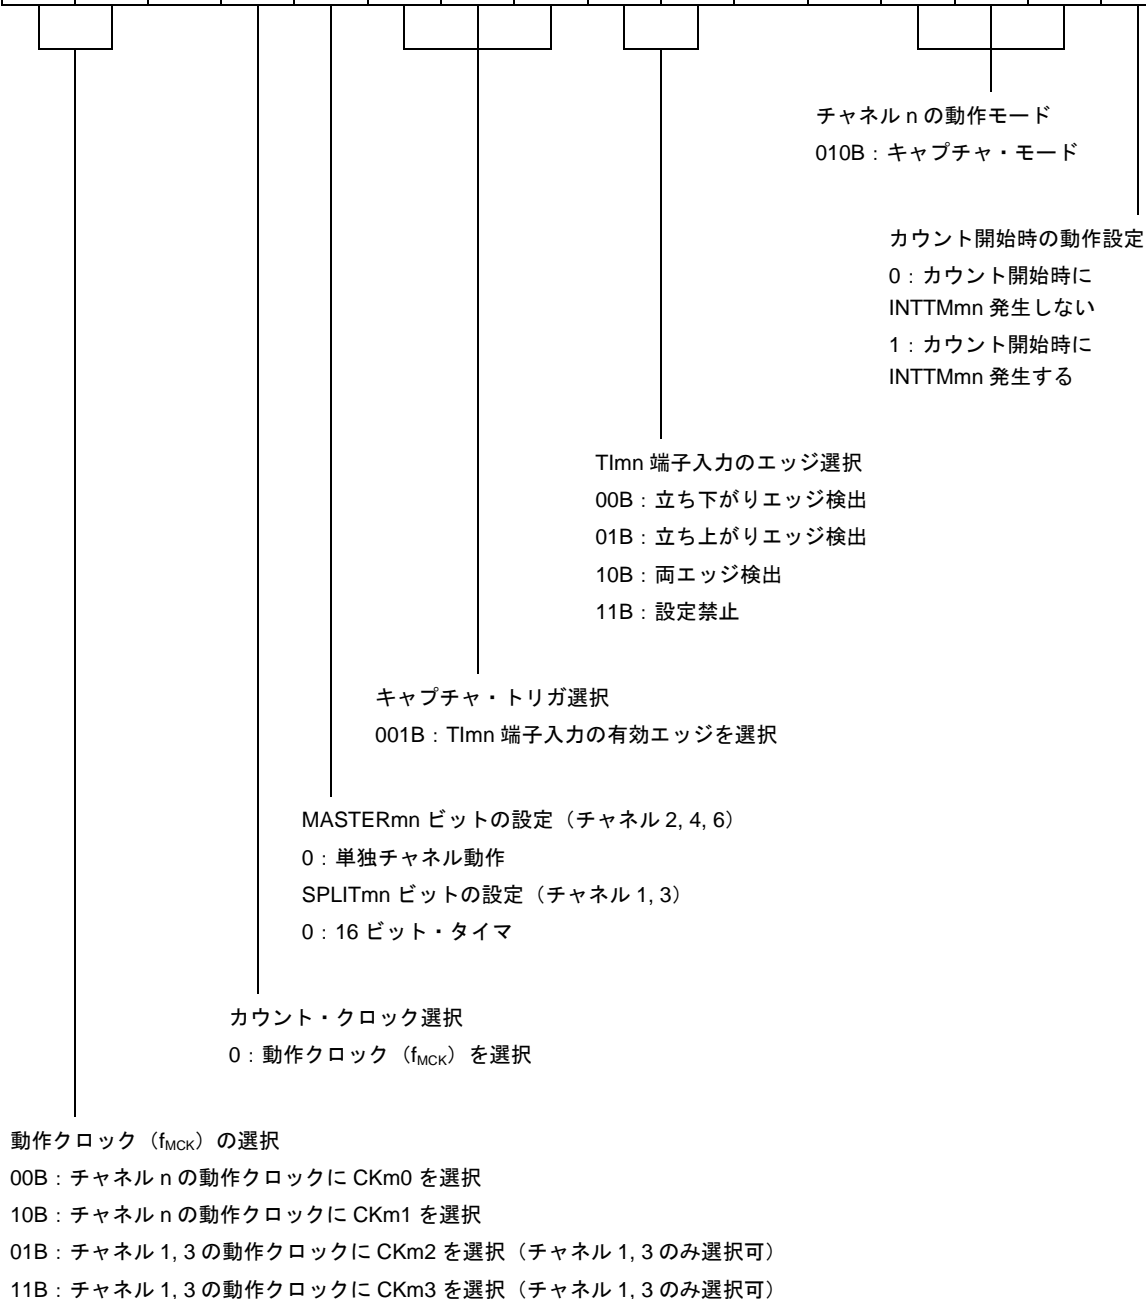 チャネル n の動作モード
010B：キャプチャ・モード
カウント開始時の動作設定
0：カウント開始時に
INTTMmn 発生しない
1：カウント開始時に
INTTMmn 発生する
TImn 端子入力のエッジ選択
00B：立ち下がりエッジ検出
01B：立ち上がりエッジ検出
10B：両エッジ検出
11B：設定禁止
キャプチャ・トリガ選択
001B：TImn 端子入力の有効エッジを選択
MASTERmn ビットの設定（チャネル 2, 4, 6）
0：単独チャネル動作
SPLITmn ビットの設定（チャネル 1, 3）
0：16 ビット・タイマ
カウント・クロック選択
0：動作クロック（fMCK）を選択
動作クロック（fMCK）の選択
00B：チャネル n の動作クロックに CKm0 を選択
10B：チャネル n の動作クロックに CKm1 を選択
01B：チャネル 1, 3 の動作クロックに CKm2 を選択（チャネル 1, 3 のみ選択可）
11B：チャネル 1, 3 の動作クロックに CKm3 を選択（チャネル 1, 3 のみ選択可）